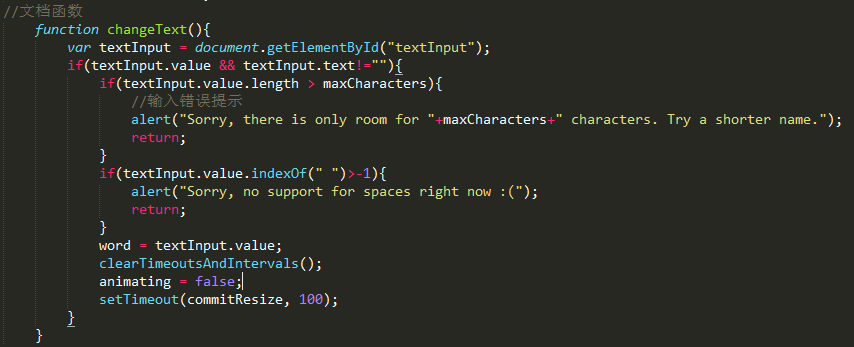 //文档函数
function changeText(){
var textInput = document.getElementById("textInput");
if(textInput.value && textInput.text!=""){
if(textInput.value.length > maxCharacters){
//输入错误提示
alert("Sorry, there is only room for "+maxCharacters+" characters. Try a shorter name.");
return;
}
if(textInput.value.indexOf(" ")>-1){
alert("Sorry, no support for spaces right now :(");
return;
}
word = textInput.value;
clearTimeoutsAndIntervals();
animating = false;
setTimeout(commitResize, 100);
}
}